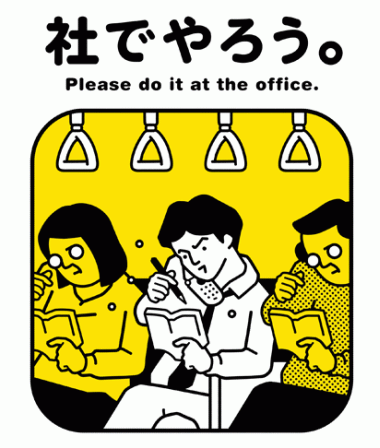 社でやろう。
Please do it at the office.